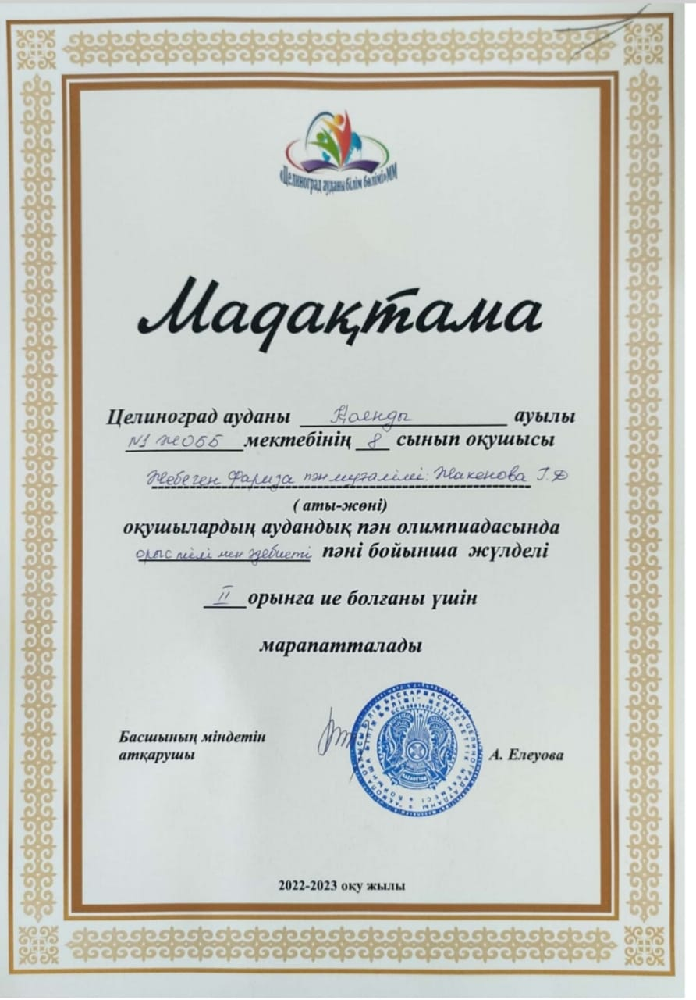 «Целиноград ауданы білім бөлімі»ММ
Мадақтама
Целиноград ауданы Қоянды ауылы
№1 ЖОББ мектебінің 8 сынып оқушысы
Жебеген Фариза пән мұғалімі: Жакенова Г.Д
( аты-жөні)
оқушылардың аудандық пән олимпиадасында
орыс тілі мен әдебиеті пәні бойынша жүлделі
II орынға ие болғаны үшін
марапатталады
Басшының міндетін
атқарушы
А. Елеуова
ҚАЗАҚСТАН
2022-2023 оқу жылы